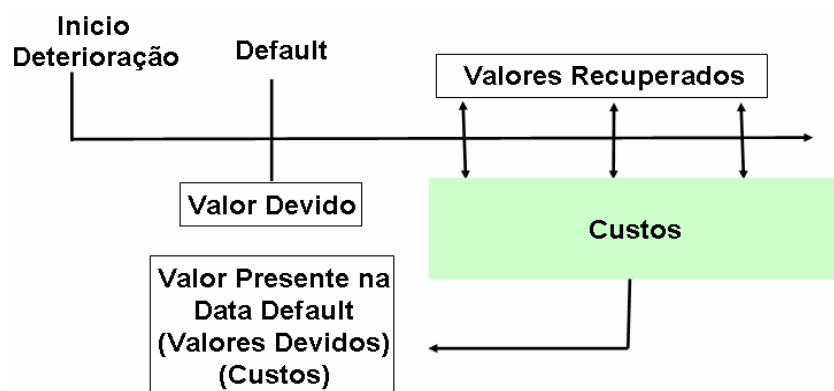 Inicio
Deterioração
Default
Valores Recuperados
Valor Devido
Custos
Valor Presente na
Data Default
(Valores Devidos)
(Custos)